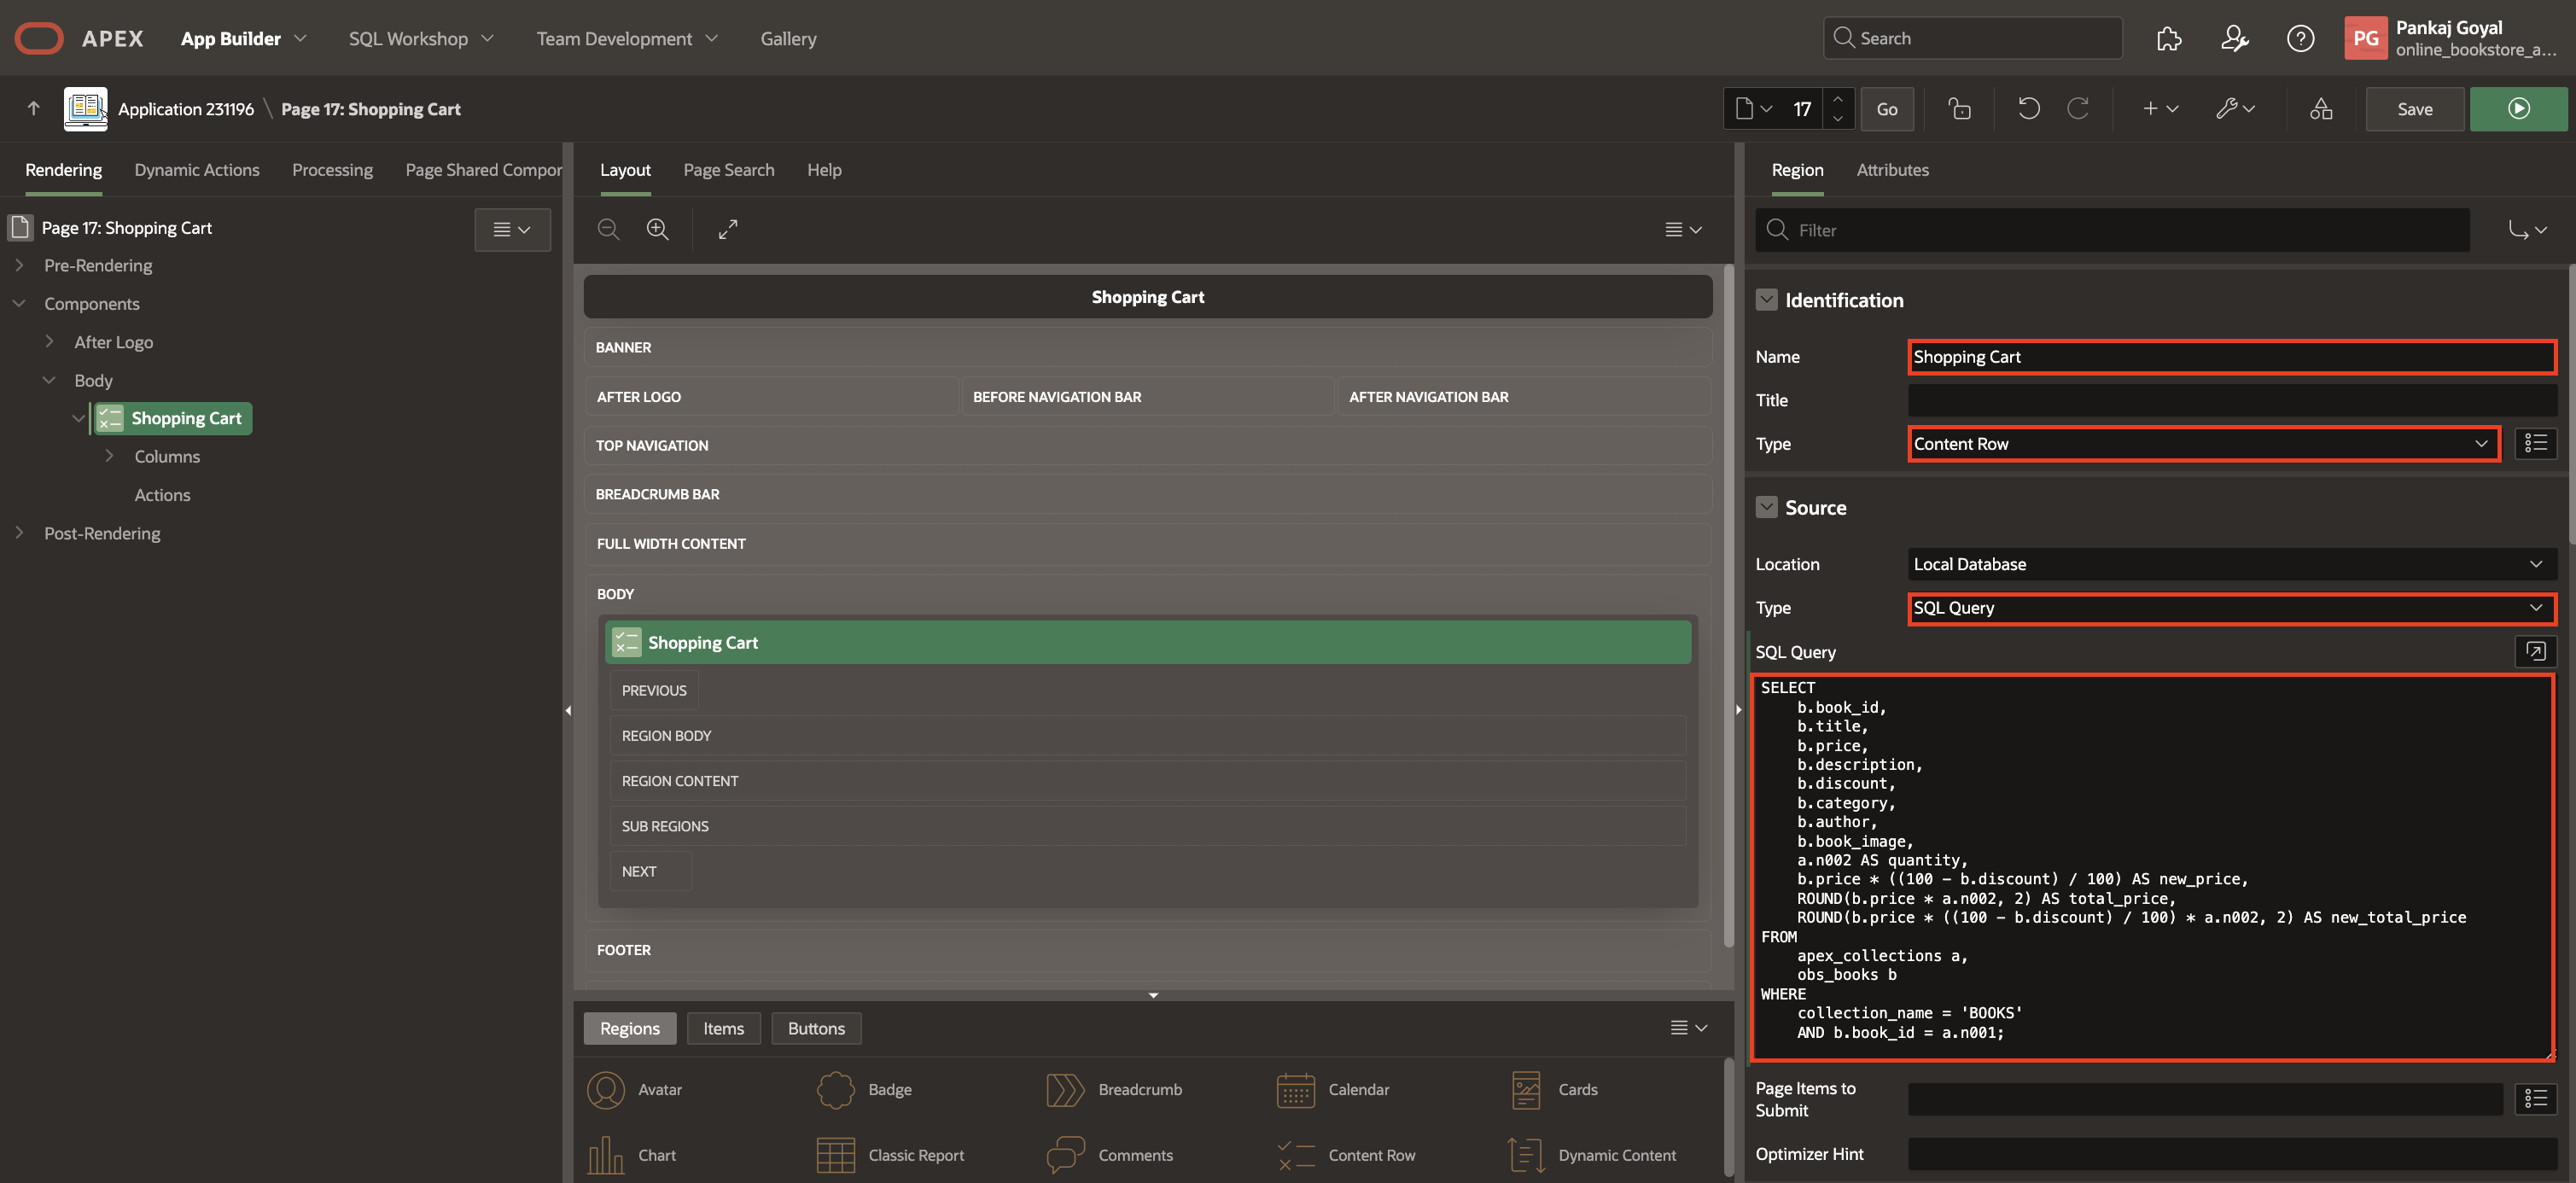 APEX App Builder SQL Workshop Team Development Gallery Search PG Pankaj Goyal
online_bookstore_a...
Application 231196 \ Page 17: Shopping Cart 17 Go Save
Rendering Dynamic Actions Processing Page Shared Compor
Page 17: Shopping Cart
Pre-Rendering
Components
After Logo
Body
Shopping Cart
Columns
Actions
Post-Rendering
Layout Page Search Help
Shopping Cart
BANNER
AFTER LOGO BEFORE NAVIGATION BAR AFTER NAVIGATION BAR
TOP NAVIGATION
BREADCRUMB BAR
FULL WIDTH CONTENT
BODY
Shopping Cart
PREVIOUS
REGION BODY
REGION CONTENT
SUB REGIONS
NEXT
FOOTER
Regions Items Buttons
Avatar Badge Breadcrumb Calendar Cards
Chart Classic Report Comments Content Row Dynamic Content
Region Attributes
Filter
Identification
Name Shopping Cart
Title
Type Content Row
Source
Location Local Database
Type SQL Query
SQL Query
SELECT
b.book_id,
b.title,
b.price,
b.description,
b.discount,
b.category,
b.author,
b.book_image,
a.n002 AS quantity,
b.price * ((100 - b.discount) / 100) AS new_price,
ROUND(b.price * a.n002, 2) AS total_price,
ROUND(b.price * ((100 - b.discount) / 100) * a.n002, 2) AS new_total_price
FROM
apex_collections a,
obs_books b
WHERE
collection_name = 'BOOKS'
AND b.book_id = a.n001;
Page Items to
Submit
Optimizer Hint